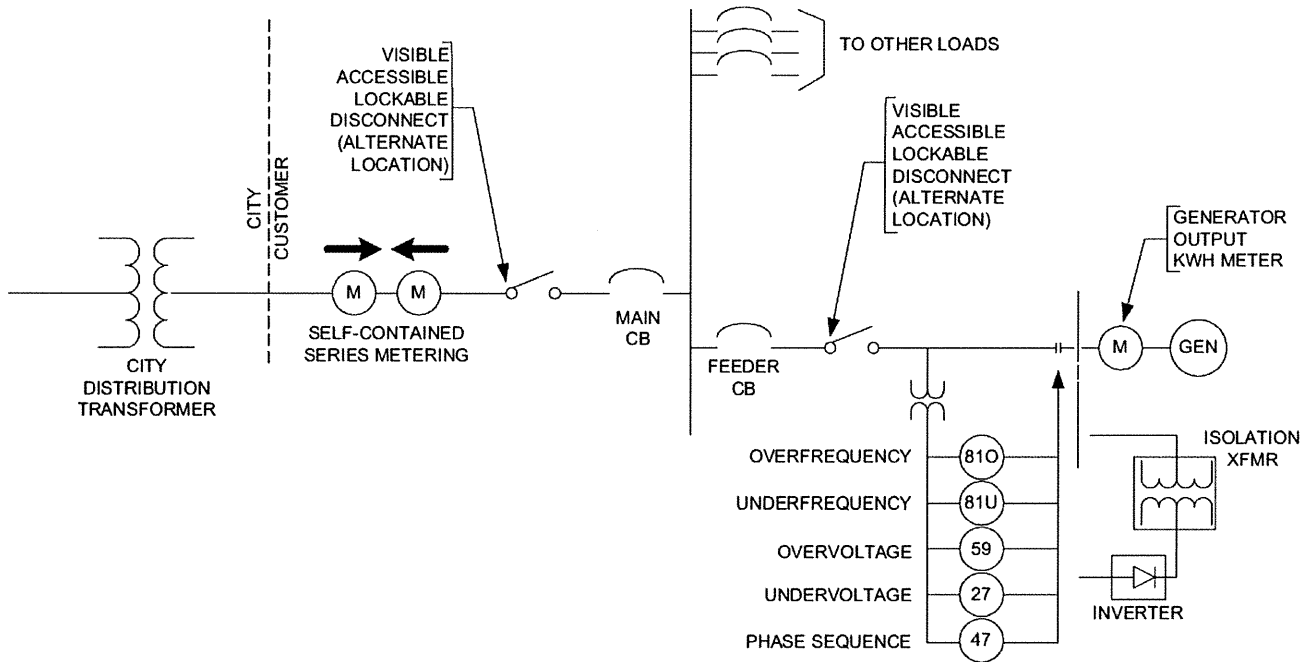 VISIBLE
ACCESSIBLE
LOCKABLE
DISCONNECT
(ALTERNATE
LOCATION)
TO OTHER LOADS
VISIBLE
ACCESSIBLE
LOCKABLE
DISCONNECT
(ALTERNATE
LOCATION)
GENERATOR
OUTPUT
KWH METER
CITY
CUSTOMER
M
M
SELF-CONTAINED
SERIES METERING
MAIN
CB
CITY
DISTRIBUTION
TRANSFORMER
FEEDER
CB
M
GEN
ISOLATION
XFMR
OVERFREQUENCY
81O
UNDERFREQUENCY
81U
OVERVOLTAGE
59
UNDERVOLTAGE
27
PHASE SEQUENCE
47
INVERTER